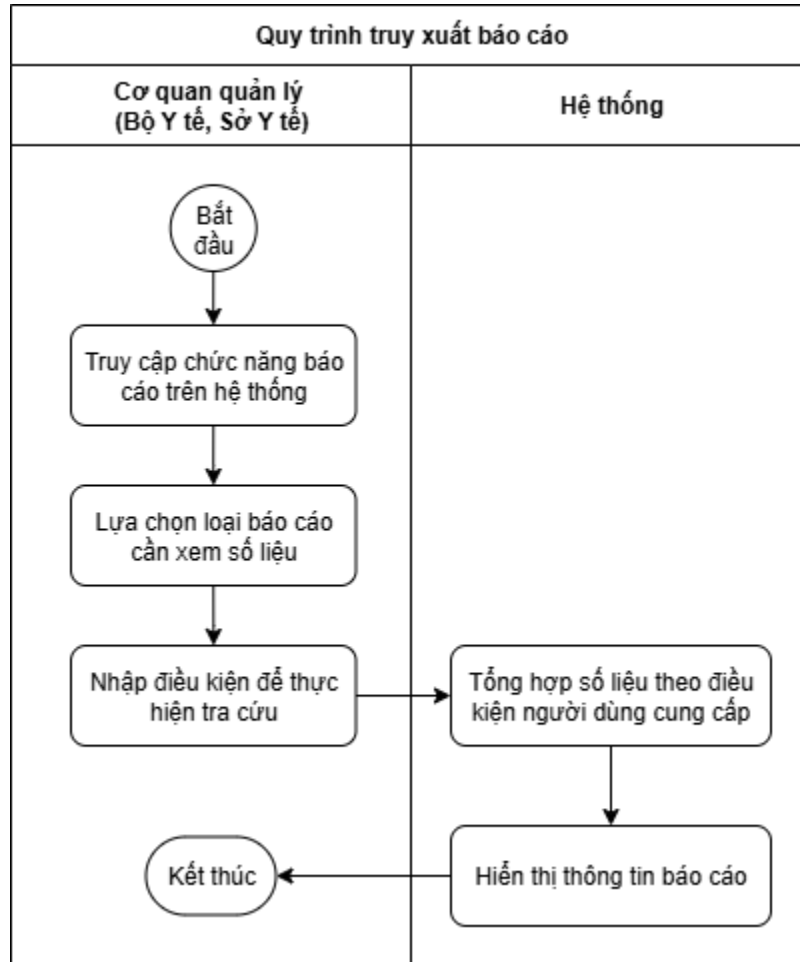 Quy trình truy xuất báo cáo
Cơ quan quản lý
(Bộ Y tế, Sở Y tế)
Hệ thống
Bắt
đầu
Truy cập chức năng báo
cáo trên hệ thống
Lựa chọn loại báo cáo
cần xem số liệu
Nhập điều kiện để thực
hiện tra cứu
Tổng hợp số liệu theo điều
kiện người dùng cung cấp
Hiển thị thông tin báo cáo
Kết thúc